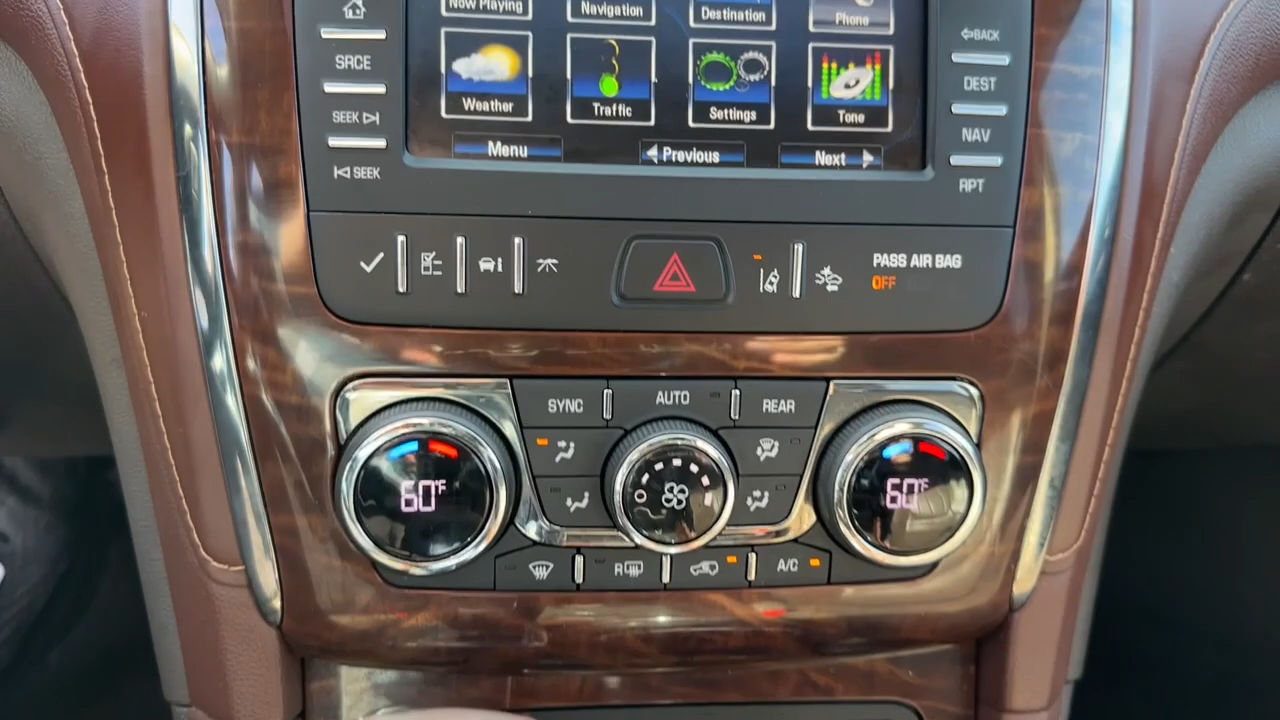 Now Playing
Navigation
Destination
Phone
Weather
Traffic
Settings
Tone
Menu
Previous
Next
SRCE
SEEK
SEEK
BACK
DEST
NAV
RPT
PASS AIR BAG
OFF
SYNC
AUTO
REAR
60°F
60°F
R
A/C